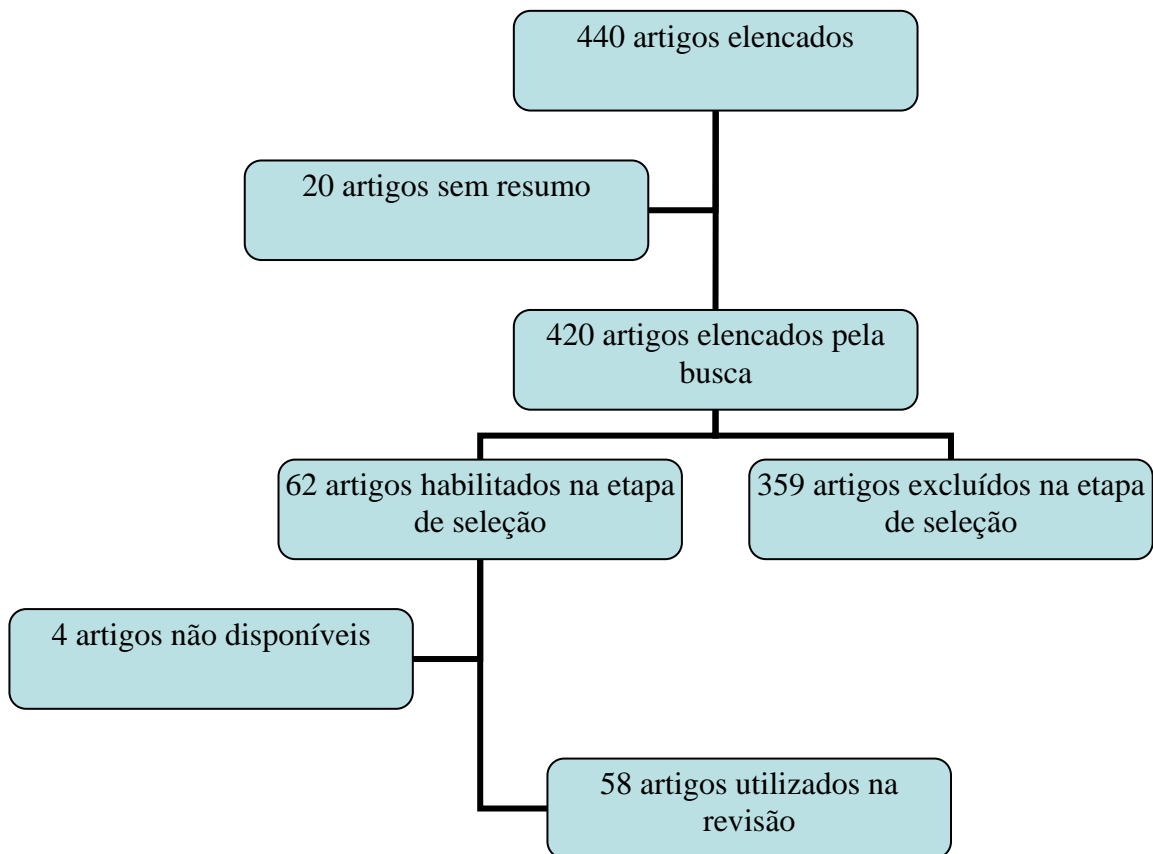 440 artigos elencados
20 artigos sem resumo
420 artigos elencados pela
busca
62 artigos habilitados na etapa
de seleção
359 artigos excluídos na etapa
de seleção
4 artigos não disponíveis
58 artigos utilizados na
revisão